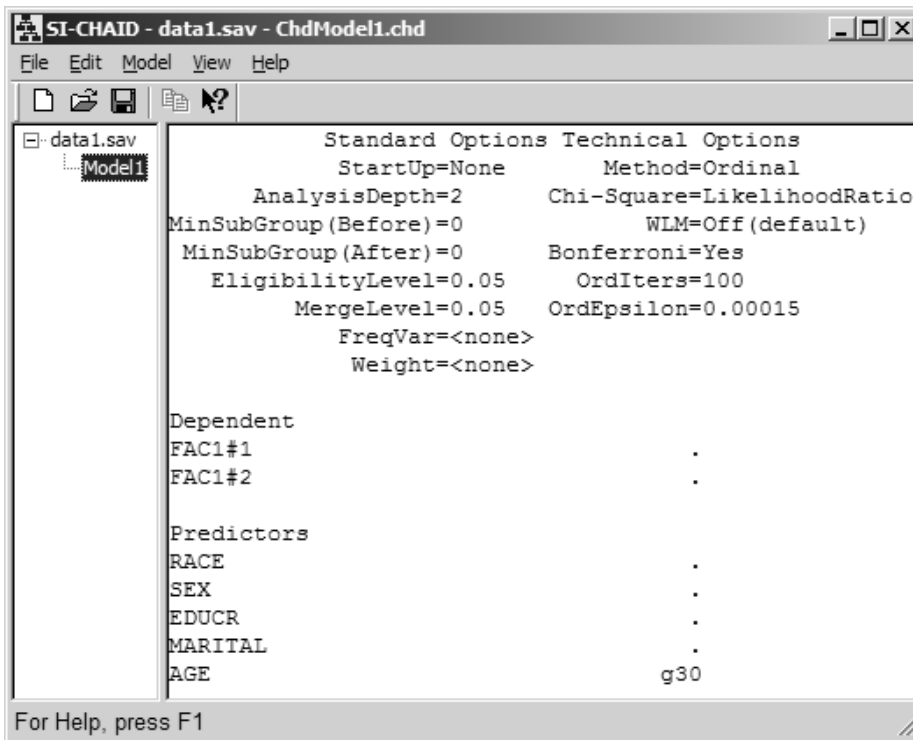 SI-CHAID - data1.sav - ChdModel1.chd
File Edit Model View Help
data1.sav
Model1
Standard Options Technical Options
StartUp=None Method=Ordinal
AnalysisDepth=2 Chi-Square=LikelihoodRatio
MinSubGroup(Before)=0 WLM=Off(default)
MinSubGroup(After)=0 Bonferroni=Yes
EligibilityLevel=0.05 OrdIters=100
MergeLevel=0.05 OrdEpsilon=0.00015
FreqVar=<none>
Weight=<none>
Dependent
FAC1#1 .
FAC1#2 .
Predictors
RACE .
SEX .
EDUCR .
MARITAL .
AGE g30
For Help, press F1